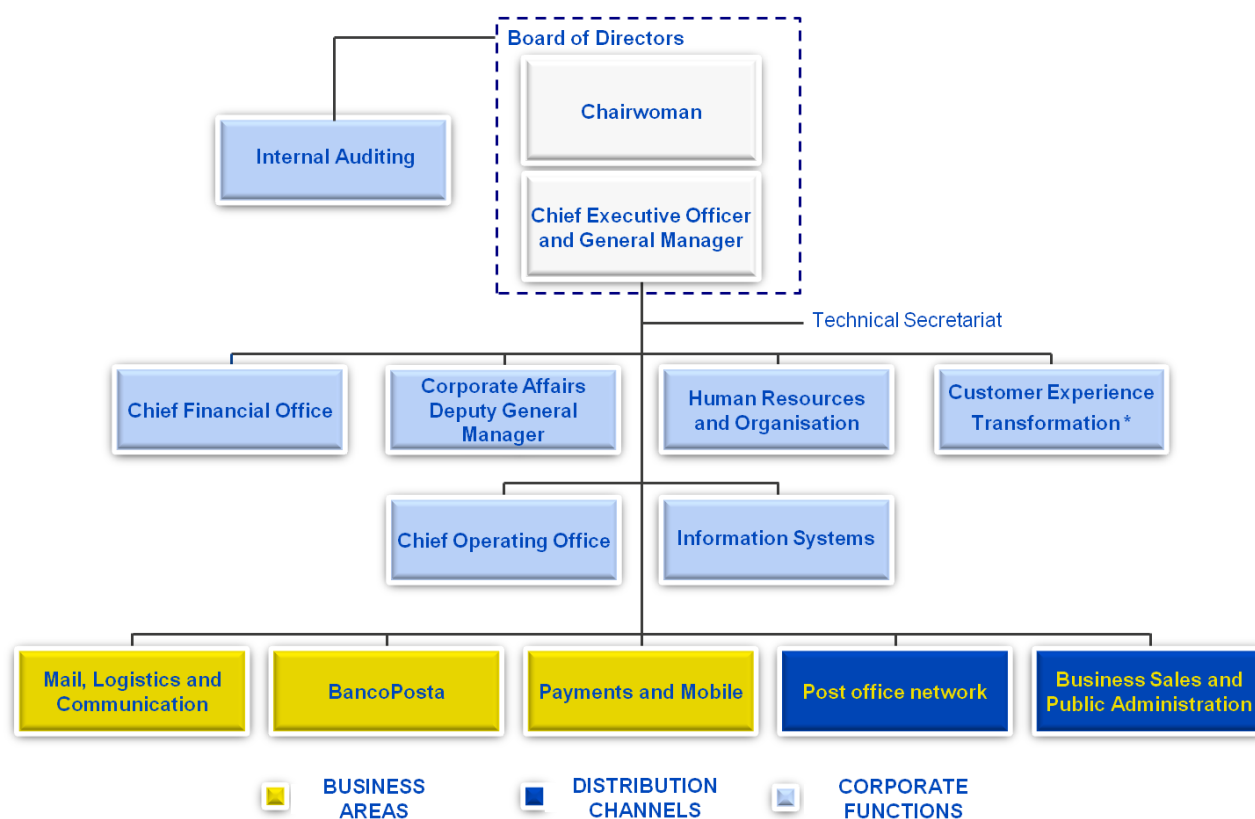 Board of Directors
Chairwoman
Internal Auditing
Chief Executive Officer
and General Manager
Technical Secretariat
Chief Financial Office
Corporate Affairs
Deputy General
Manager
Human Resources
and Organisation
Customer Experience
Transformation *
Chief Operating Office
Information Systems
Mail, Logistics and
Communication
BancoPosta
Payments and Mobile
Post office network
Business Sales and
Public Administration
BUSINESS
AREAS
DISTRIBUTION
CHANNELS
CORPORATE
FUNCTIONS